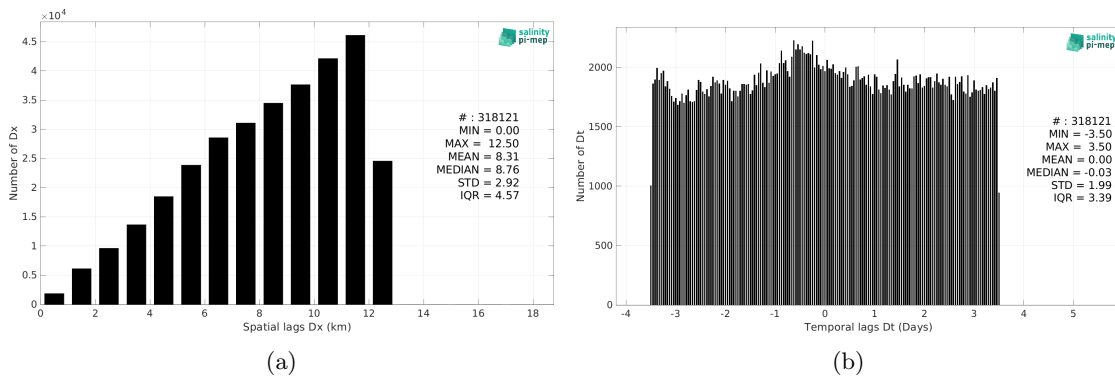 ×10⁴
4.5
4
3.5
3
2.5
2
1.5
1
0.5
0
Number of Dx
0 2 4 6 8 10 12 14 16 18
Spatial lags Dx (km)
salinity
pi-mep
# : 318121
MIN = 0.00
MAX = 12.50
MEAN = 8.31
MEDIAN = 8.76
STD = 2.92
IQR = 4.57
(a)
2000
1500
1000
500
0
Number of Dt
-4 -3 -2 -1 0 1 2 3 4 5
Temporal lags Dt (Days)
salinity
pi-mep
# : 318121
MIN = -3.50
MAX = 3.50
MEAN = 0.00
MEDIAN = -0.03
STD = 1.99
IQR = 3.39
(b)